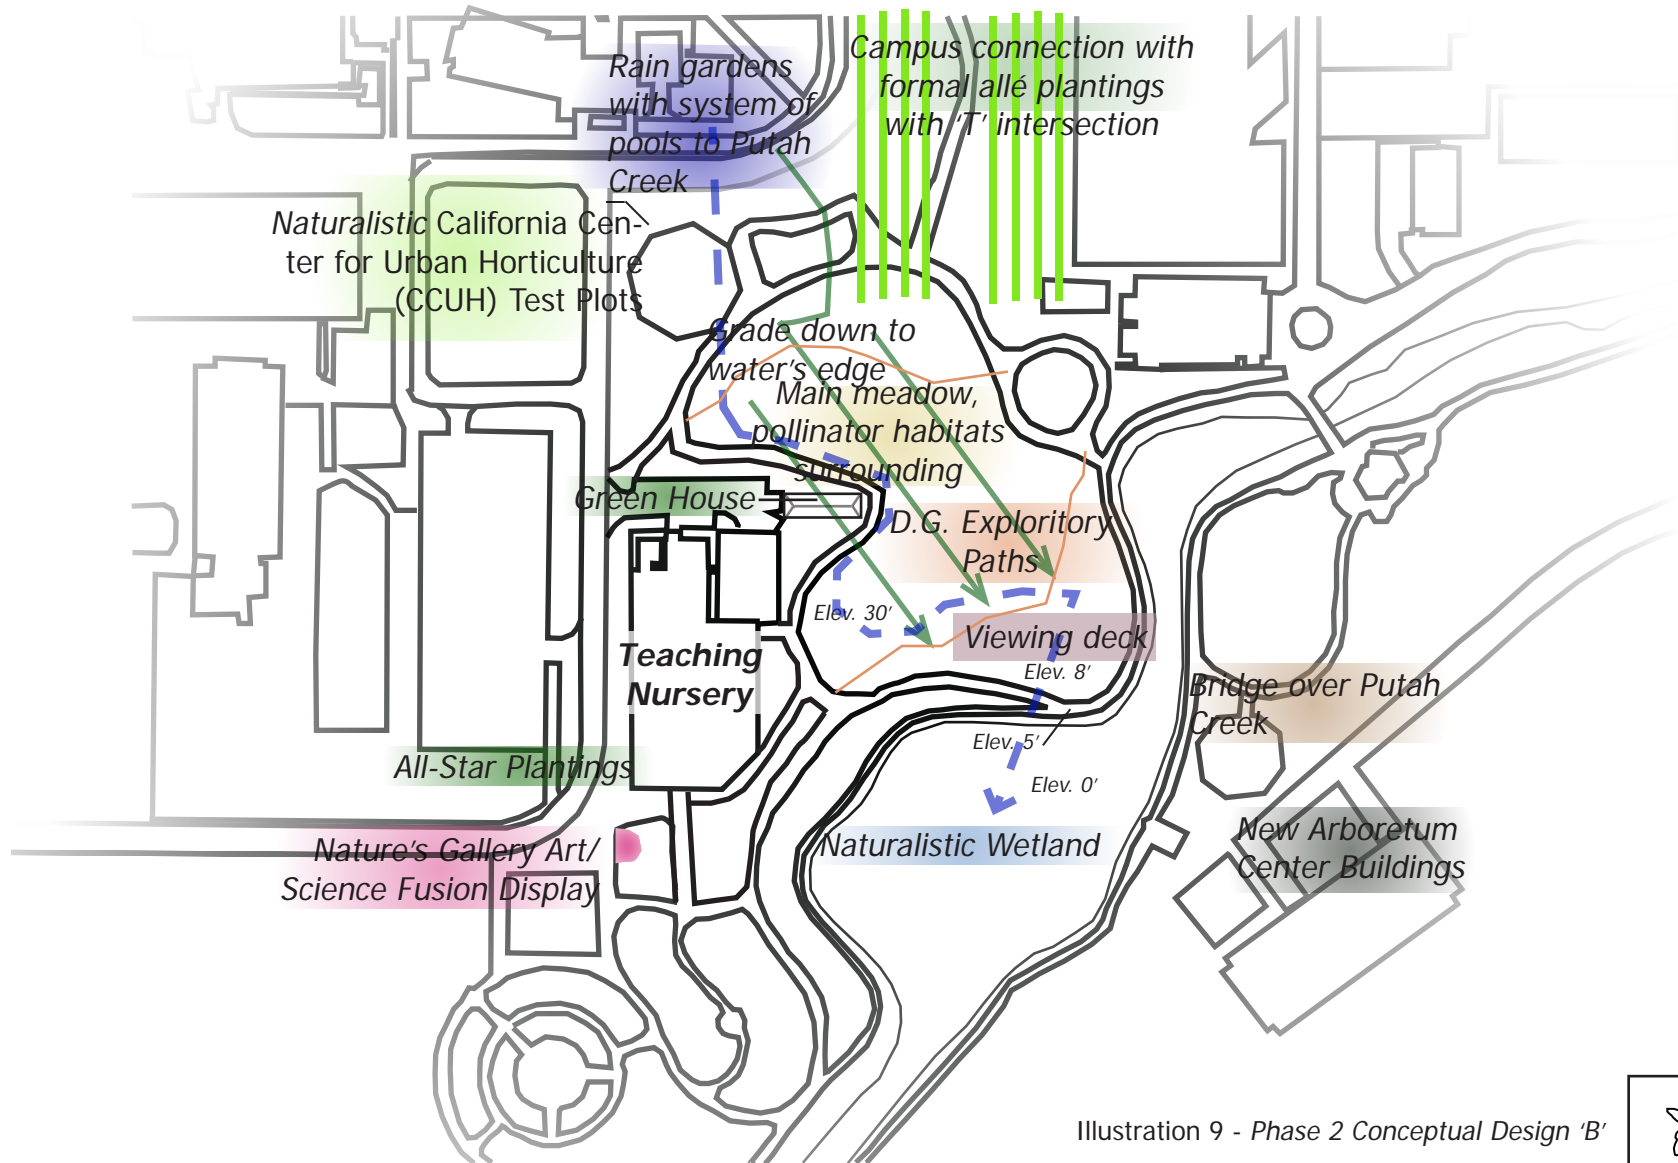 Rain gardens
with system of
pools to Putah
Creek
Campus connection with
formal allé plantings
with ‘T’ intersection
Naturalistic California Cen-
ter for Urban Horticulture
(CCUH) Test Plots
Grade down to
water’s edge
Main meadow,
pollinator habitats
surrounding
Green House
D.G. Exploritory
Paths
Elev. 30’
Viewing deck
Teaching
Nursery
Elev. 8’
Bridge over Putah
Creek
Elev. 5’
All-Star Plantings
Elev. 0’
Nature’s Gallery Art/
Science Fusion Display
Naturalistic Wetland
New Arboretum
Center Buildings
Illustration 9 - Phase 2 Conceptual Design ‘B’